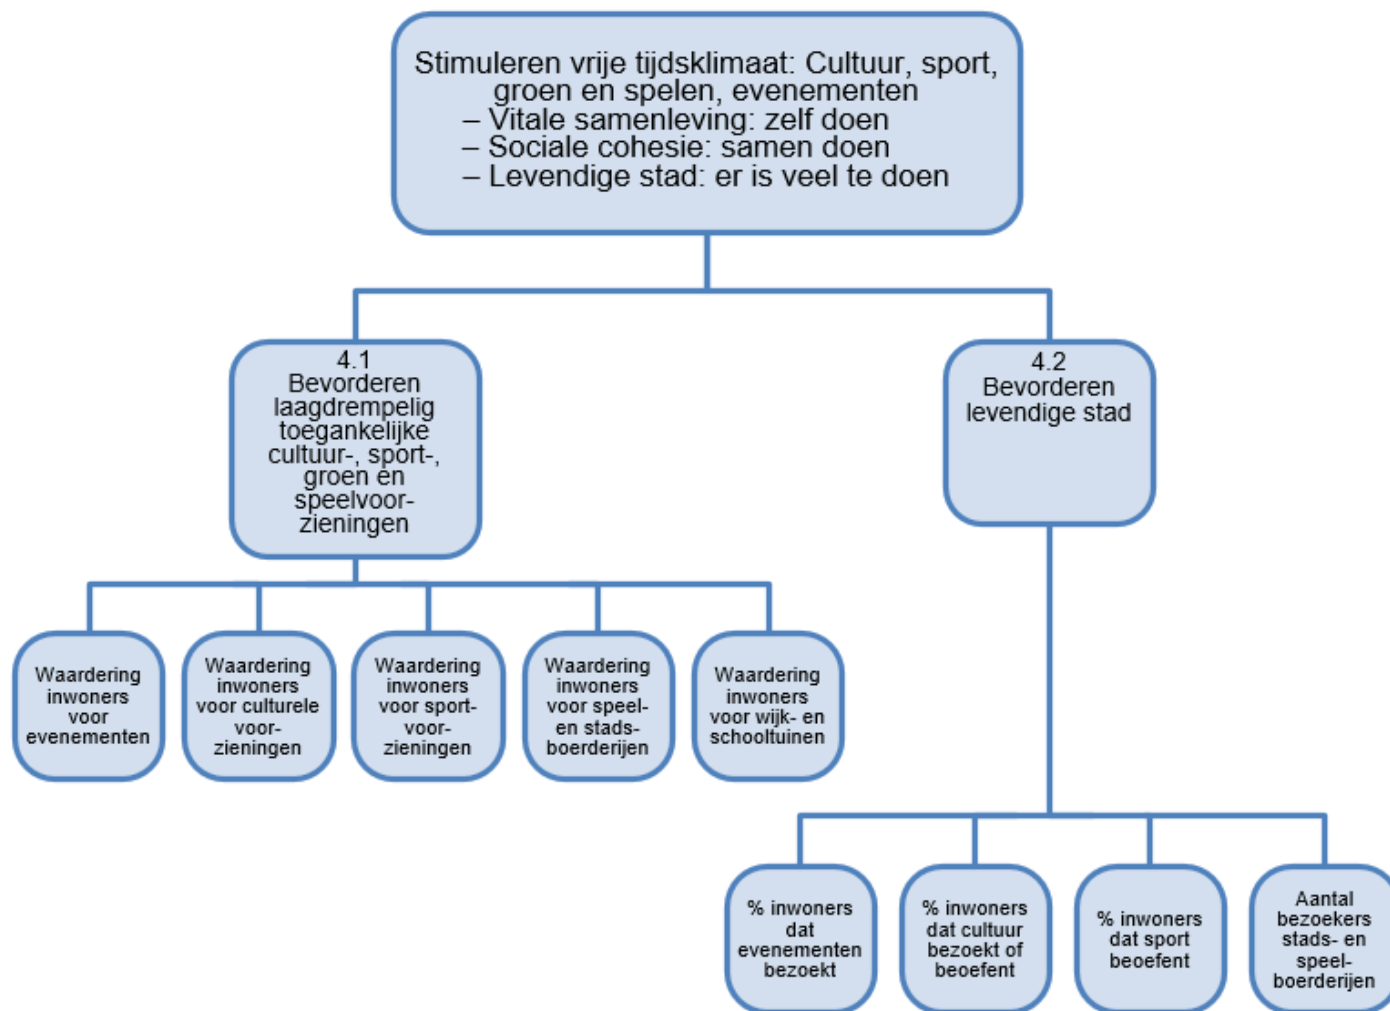 Stimuleren vrije tijdsklimaat: Cultuur, sport,
groen en spelen, evenementen
– Vitale samenleving: zelf doen
– Sociale cohesie: samen doen
– Levendige stad: er is veel te doen
4.1
Bevorderen
laagdrempelig
toegankelijke
cultuur-, sport-,
groen en
speelvoor-
zieningen
4.2
Bevorderen
levendige stad
Waardering
inwoners
voor
evenementen
Waardering
inwoners
voor culturele
voor-
zieningen
Waardering
inwoners
voor sport-
voor-
zieningen
Waardering
inwoners
voor speel-
en stads-
boerderijen
Waardering
inwoners
voor wijk- en
schooltuinen
% inwoners
dat
evenementen
bezoekt
% inwoners
dat cultuur
bezoekt of
beoefent
% inwoners
dat sport
beoefent
Aantal
bezoekers
stads- en
speel-
boerderijen